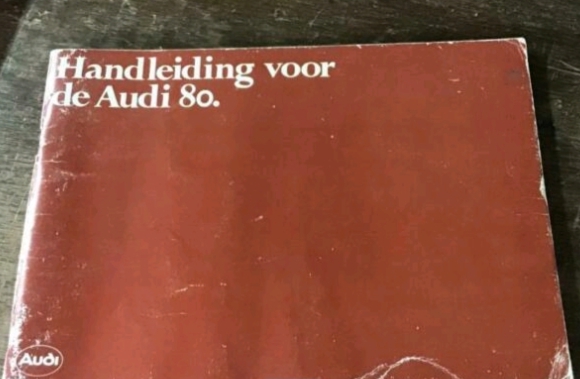 Handleiding voor
de Audi 80.
Audi